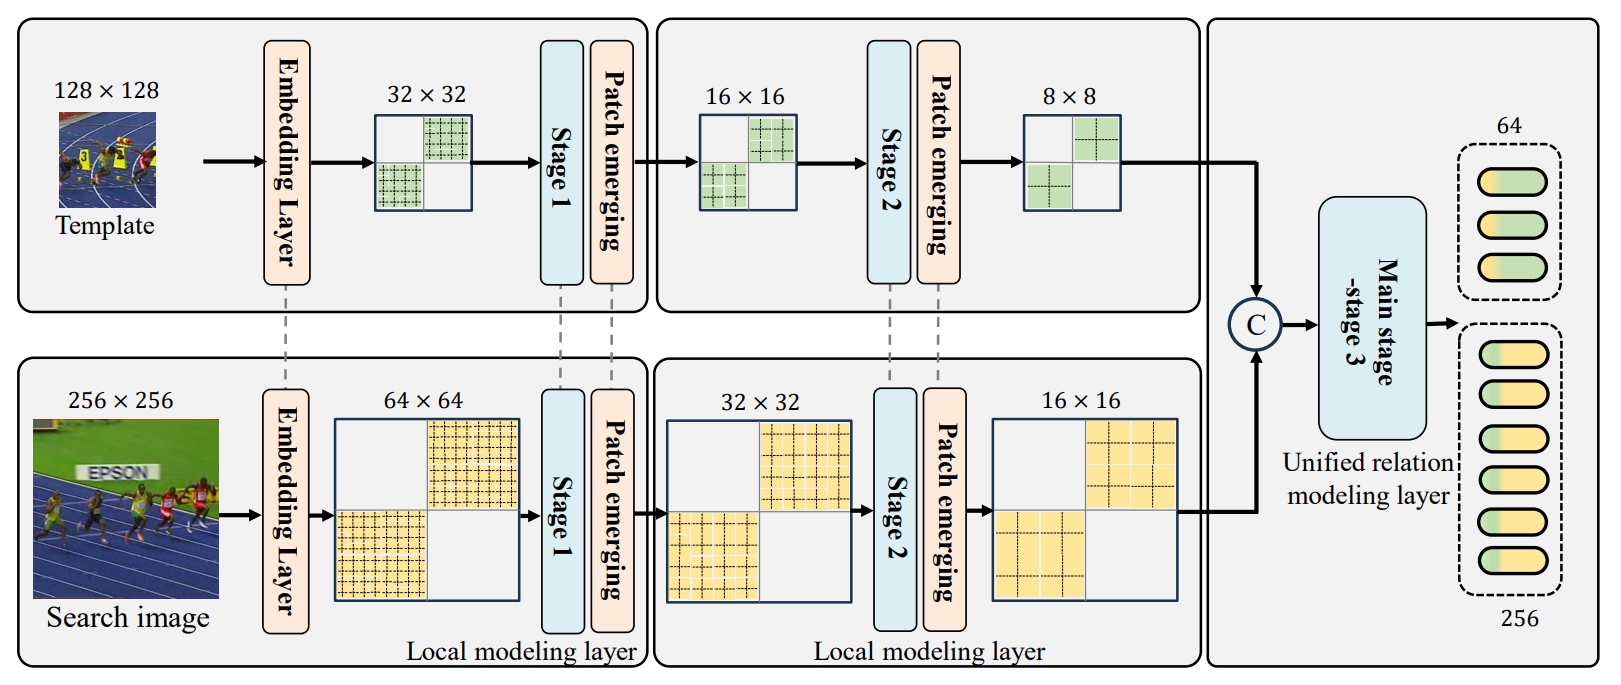 128 × 128
Template
3
Embedding Layer
32 × 32
Stage 1
Patch emerging
16 × 16
Stage 2
Patch emerging
8 × 8
256 × 256
EPSON
Search image
Embedding Layer
64 × 64
Stage 1
Patch emerging
Local modeling layer
32 × 32
Stage 2
Patch emerging
16 × 16
Local modeling layer
C
Main stage
-stage 3
Unified relation
modeling layer
64
256